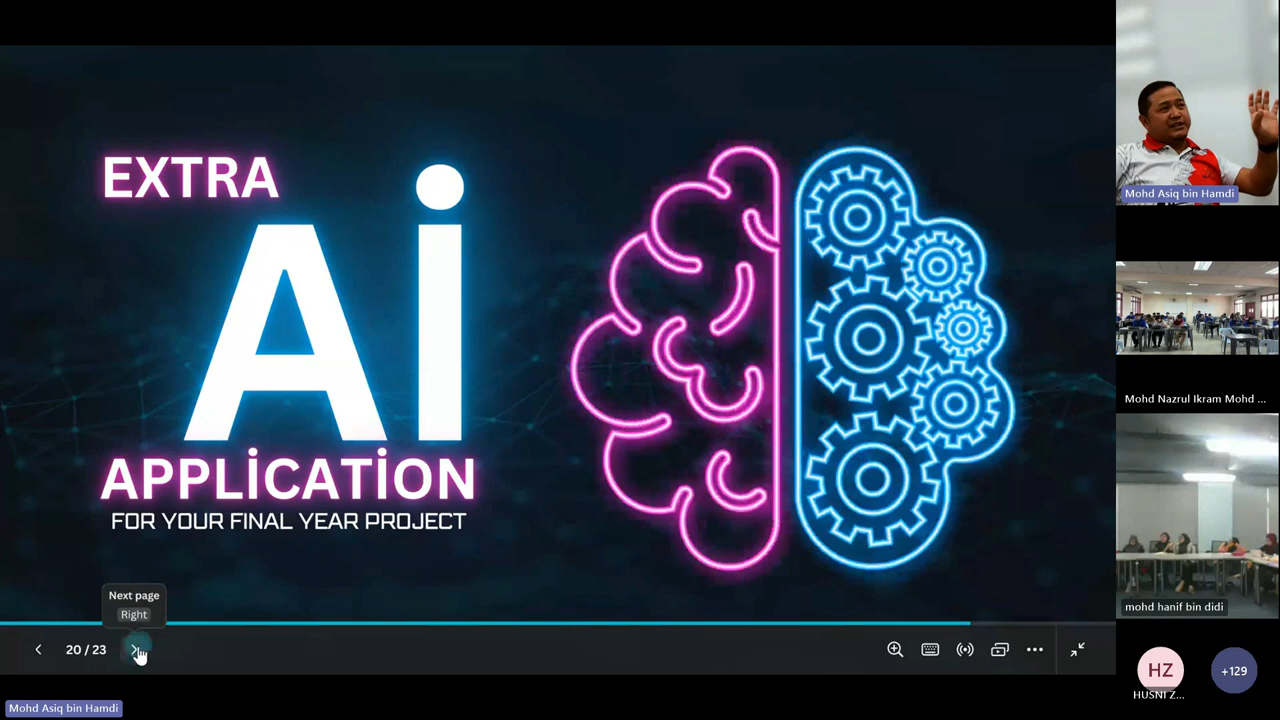 EXTRA
Ai
APPLİCATİON
FOR YOUR FINAL YEAR PROJECT
Next page
Right
20 / 23
Mohd Asiq bin Hamdi
Mohd Asiq bin Hamdi
Mohd Nazrul Ikram Mohd ...
mohd hanif bin didi
HZ
HUSNI Z...
+129